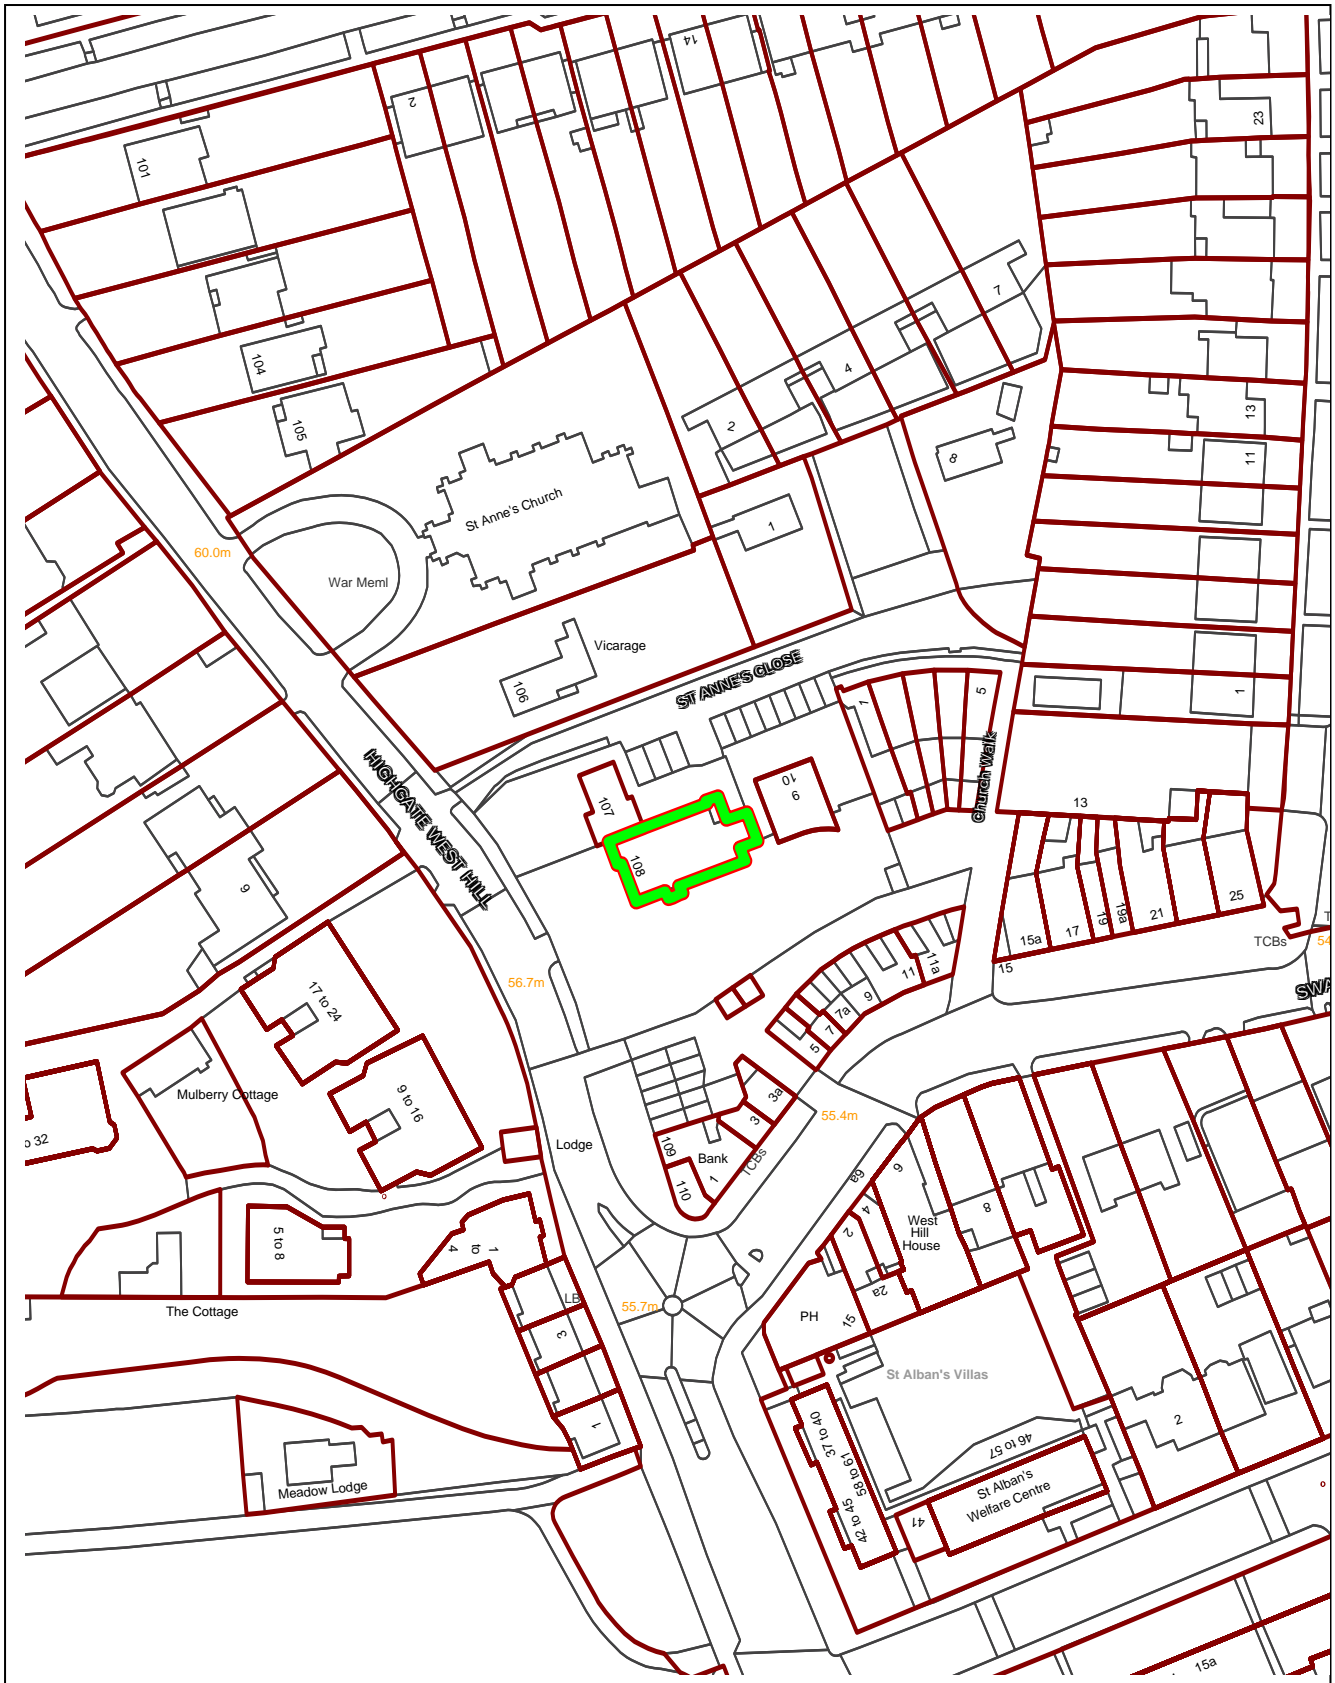 14
2
101
23
104
105
7
4
2
8
13
11
St Anne's Church
1
60.0m
War Meml
Vicarage
106
ST ANNE'S CLOSE
1
5
1
HIGHGATE WEST HILL
107
10
9
Church Walk
13
108
9
25
21
19a
19
17
15a
15
TCBs
54
SWA
56.7m
17 to 24
11a
11
9
7a
7
5
Mulberry Cottage
9 to 16
o 32
Lodge
109
Bank
110
1
3
3a
TCBs
55.4m
6a
6
4
2
2a
West
Hill
House
8
5 to 8
1
to
4
The Cottage
LB
3
1
55.7m
PH
15
St Alban's Villas
37 to 40
58 to 61
42 to 45
46 to 57
St Alban's
Welfare Centre
41
2
Meadow Lodge
15a